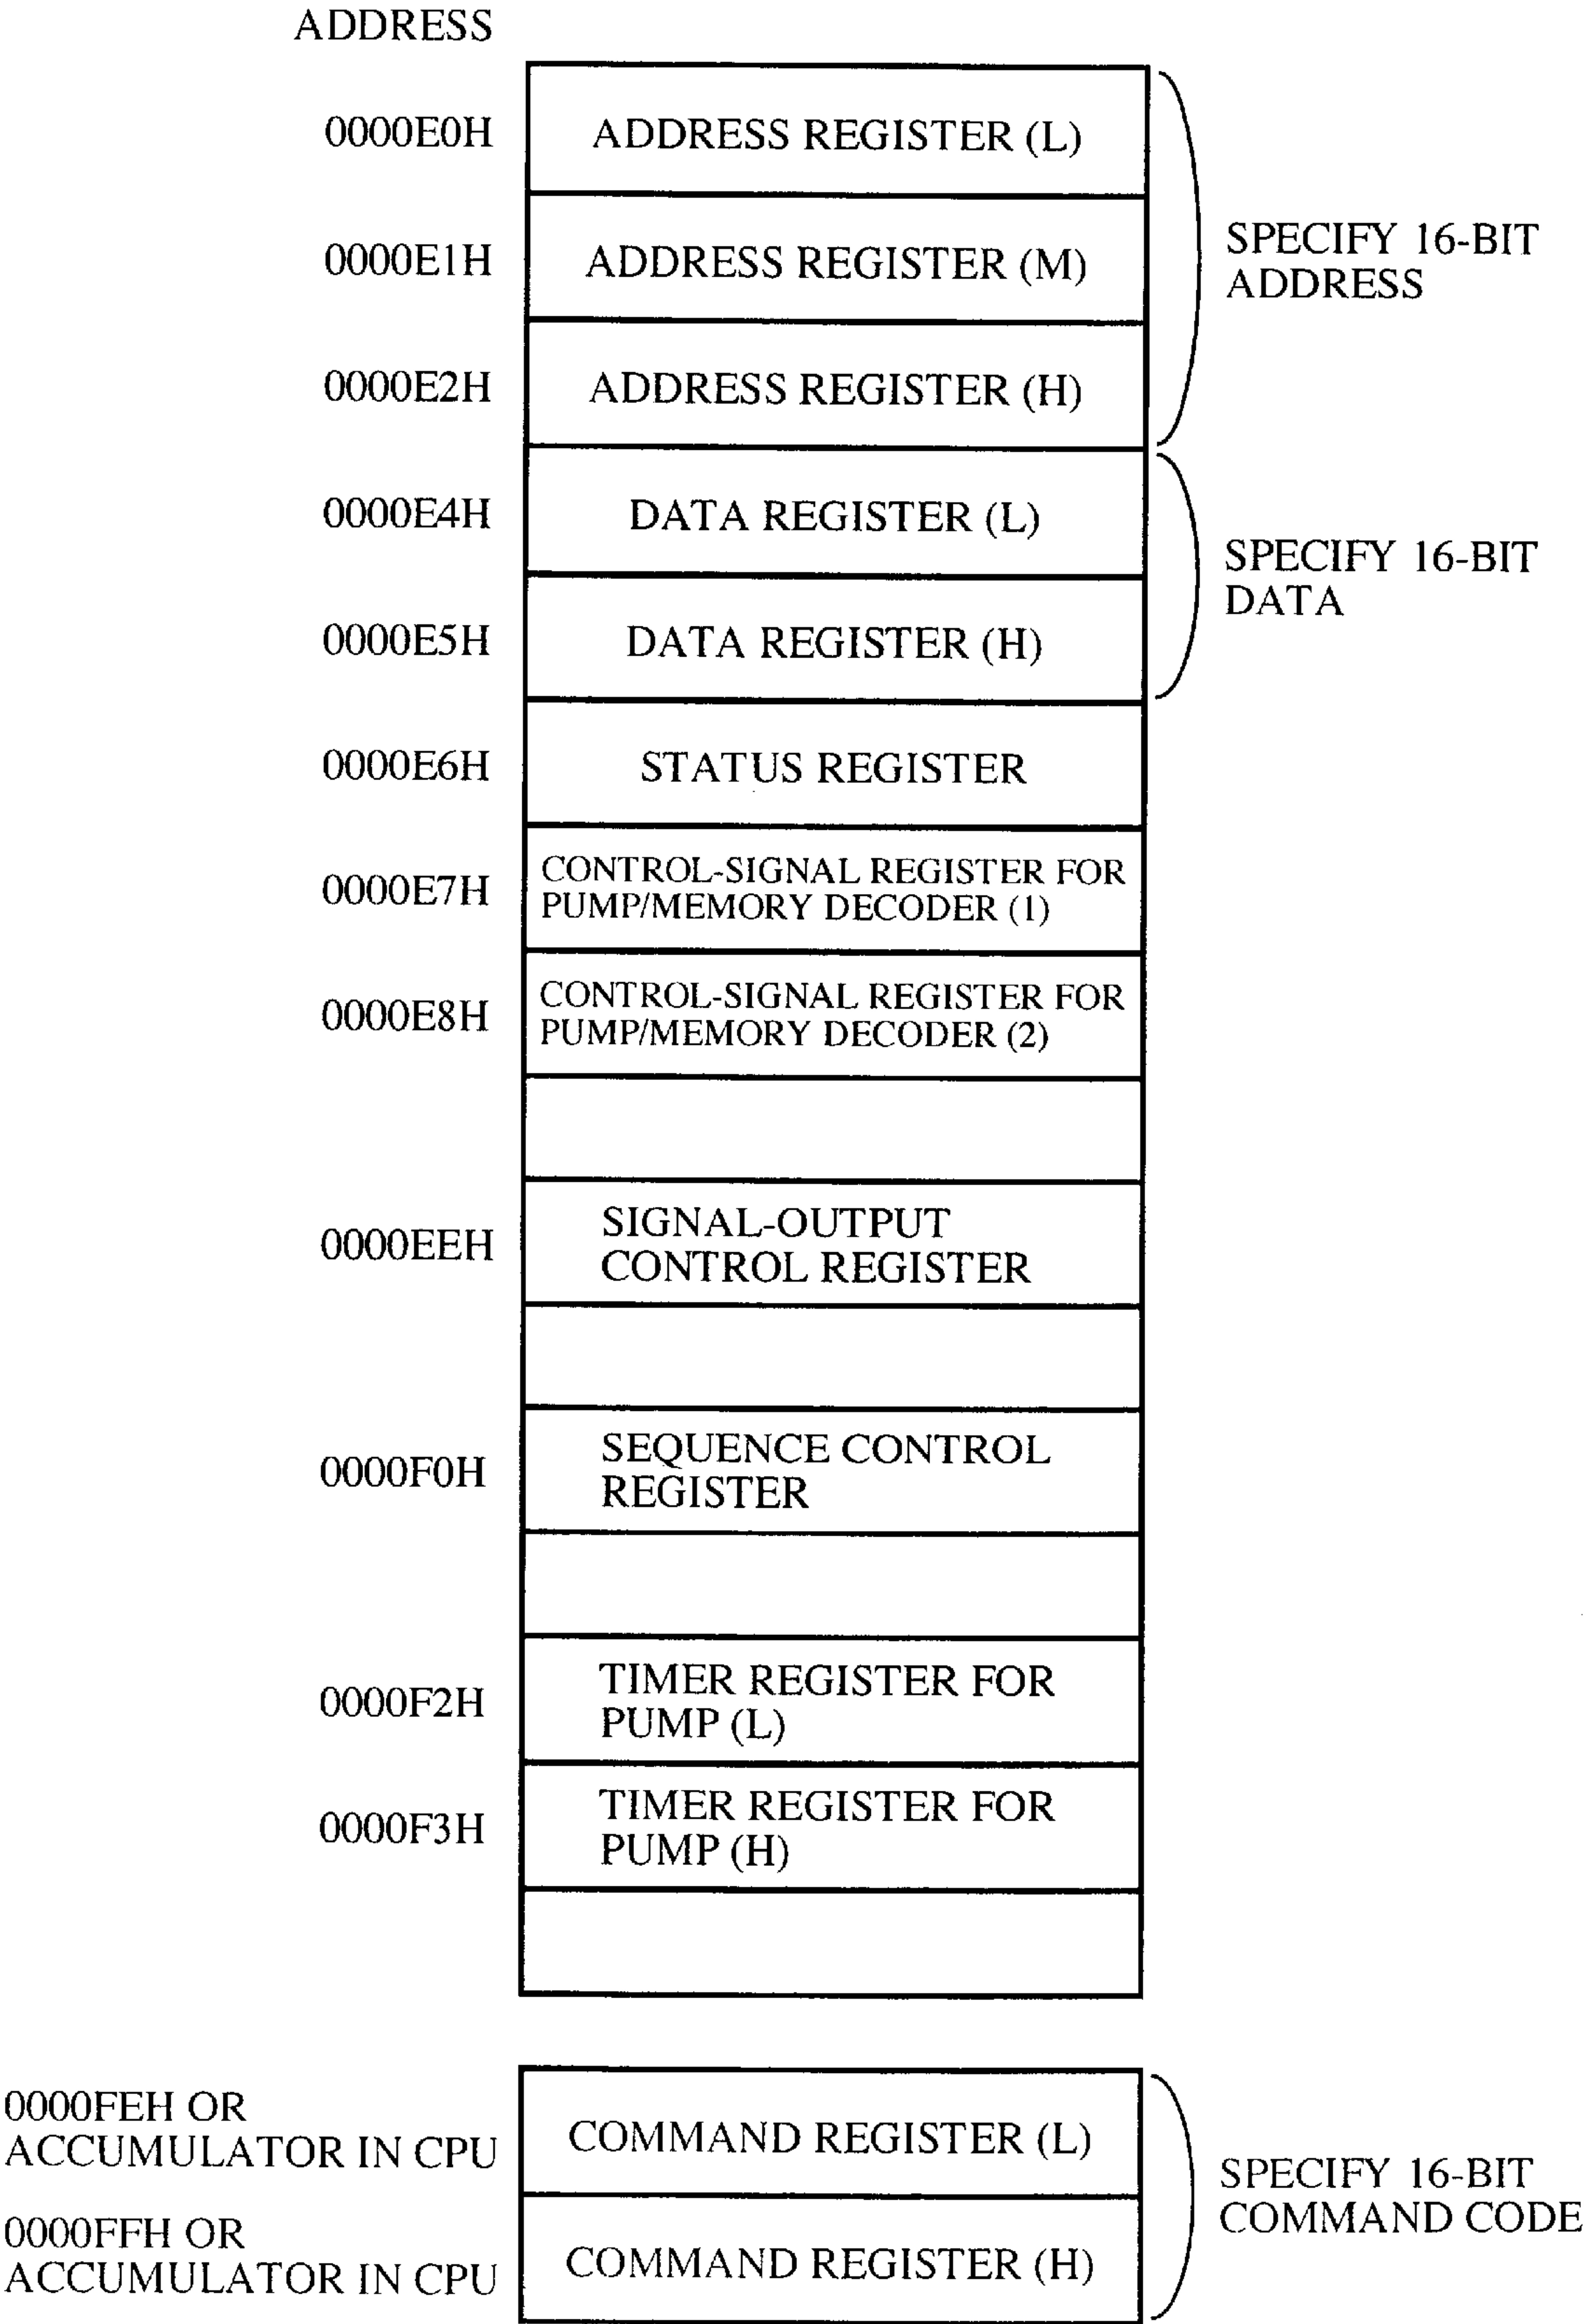 ADDRESS
0000E0H
ADDRESS REGISTER (L)
0000E1H
ADDRESS REGISTER (M)
SPECIFY 16-BIT
ADDRESS
0000E2H
ADDRESS REGISTER (H)
0000E4H
DATA REGISTER (L)
SPECIFY 16-BIT
DATA
0000E5H
DATA REGISTER (H)
0000E6H
STATUS REGISTER
0000E7H
CONTROL-SIGNAL REGISTER FOR
PUMP/MEMORY DECODER (1)
0000E8H
CONTROL-SIGNAL REGISTER FOR
PUMP/MEMORY DECODER (2)
0000EEH
SIGNAL-OUTPUT
CONTROL REGISTER
0000F0H
SEQUENCE CONTROL
REGISTER
0000F2H
TIMER REGISTER FOR
PUMP (L)
0000F3H
TIMER REGISTER FOR
PUMP (H)
0000FEH OR
ACCUMULATOR IN CPU
COMMAND REGISTER (L)
SPECIFY 16-BIT
COMMAND CODE
0000FFH OR
ACCUMULATOR IN CPU
COMMAND REGISTER (H)